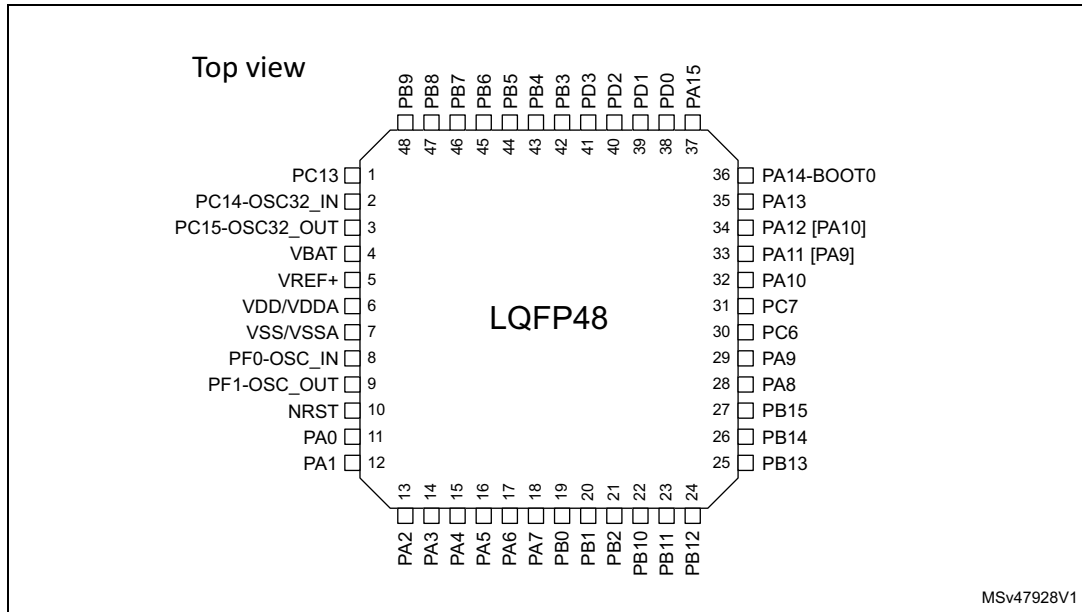 Top view
PB9
PB8
PB7
PB6
PB5
PB4
PB3
PD3
PD2
PD1
PD0
PA15
48
47
46
45
44
43
42
41
40
39
38
37
PC13 1
PC14-OSC32_IN 2
PC15-OSC32_OUT 3
VBAT 4
VREF+ 5
VDD/VDDA 6
VSS/VSSA 7
PF0-OSC_IN 8
PF1-OSC_OUT 9
NRST 10
PA0 11
PA1 12
LQFP48
36 PA14-BOOT0
35 PA13
34 PA12 [PA10]
33 PA11 [PA9]
32 PA10
31 PC7
30 PC6
29 PA9
28 PA8
27 PB15
26 PB14
25 PB13
13
14
15
16
17
18
19
20
21
22
23
24
PA2
PA3
PA4
PA5
PA6
PA7
PB0
PB1
PB2
PB10
PB11
PB12
MSv47928V1